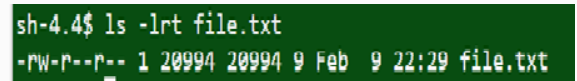 sh-4.4$ ls -lrt file.txt
-rw-r--r-- 1 20994 20994 9 Feb  9 22:29 file.txt